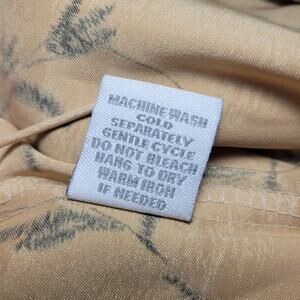 MACHINE WASH
COLD
SEPARATELY
GENTLE CYCLE
DO NOT BLEACH
HANG TO DRY
WARM IRON
IF NEEDED